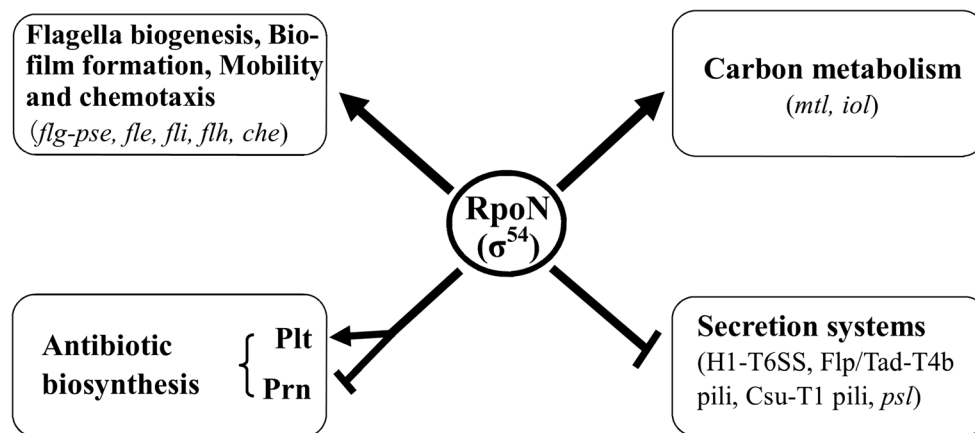 Flagella biogenesis, Bio-
film formation, Mobility
and chemotaxis
(flg-pse, fle, fli, flh, che)
Carbon metabolism
(mtl, iol)
RpoN
(σ⁵⁴)
Antibiotic
biosynthesis
Plt
Prn
Secretion systems
(H1-T6SS, Flp/Tad-T4b
pili, Csu-T1 pili, psl)